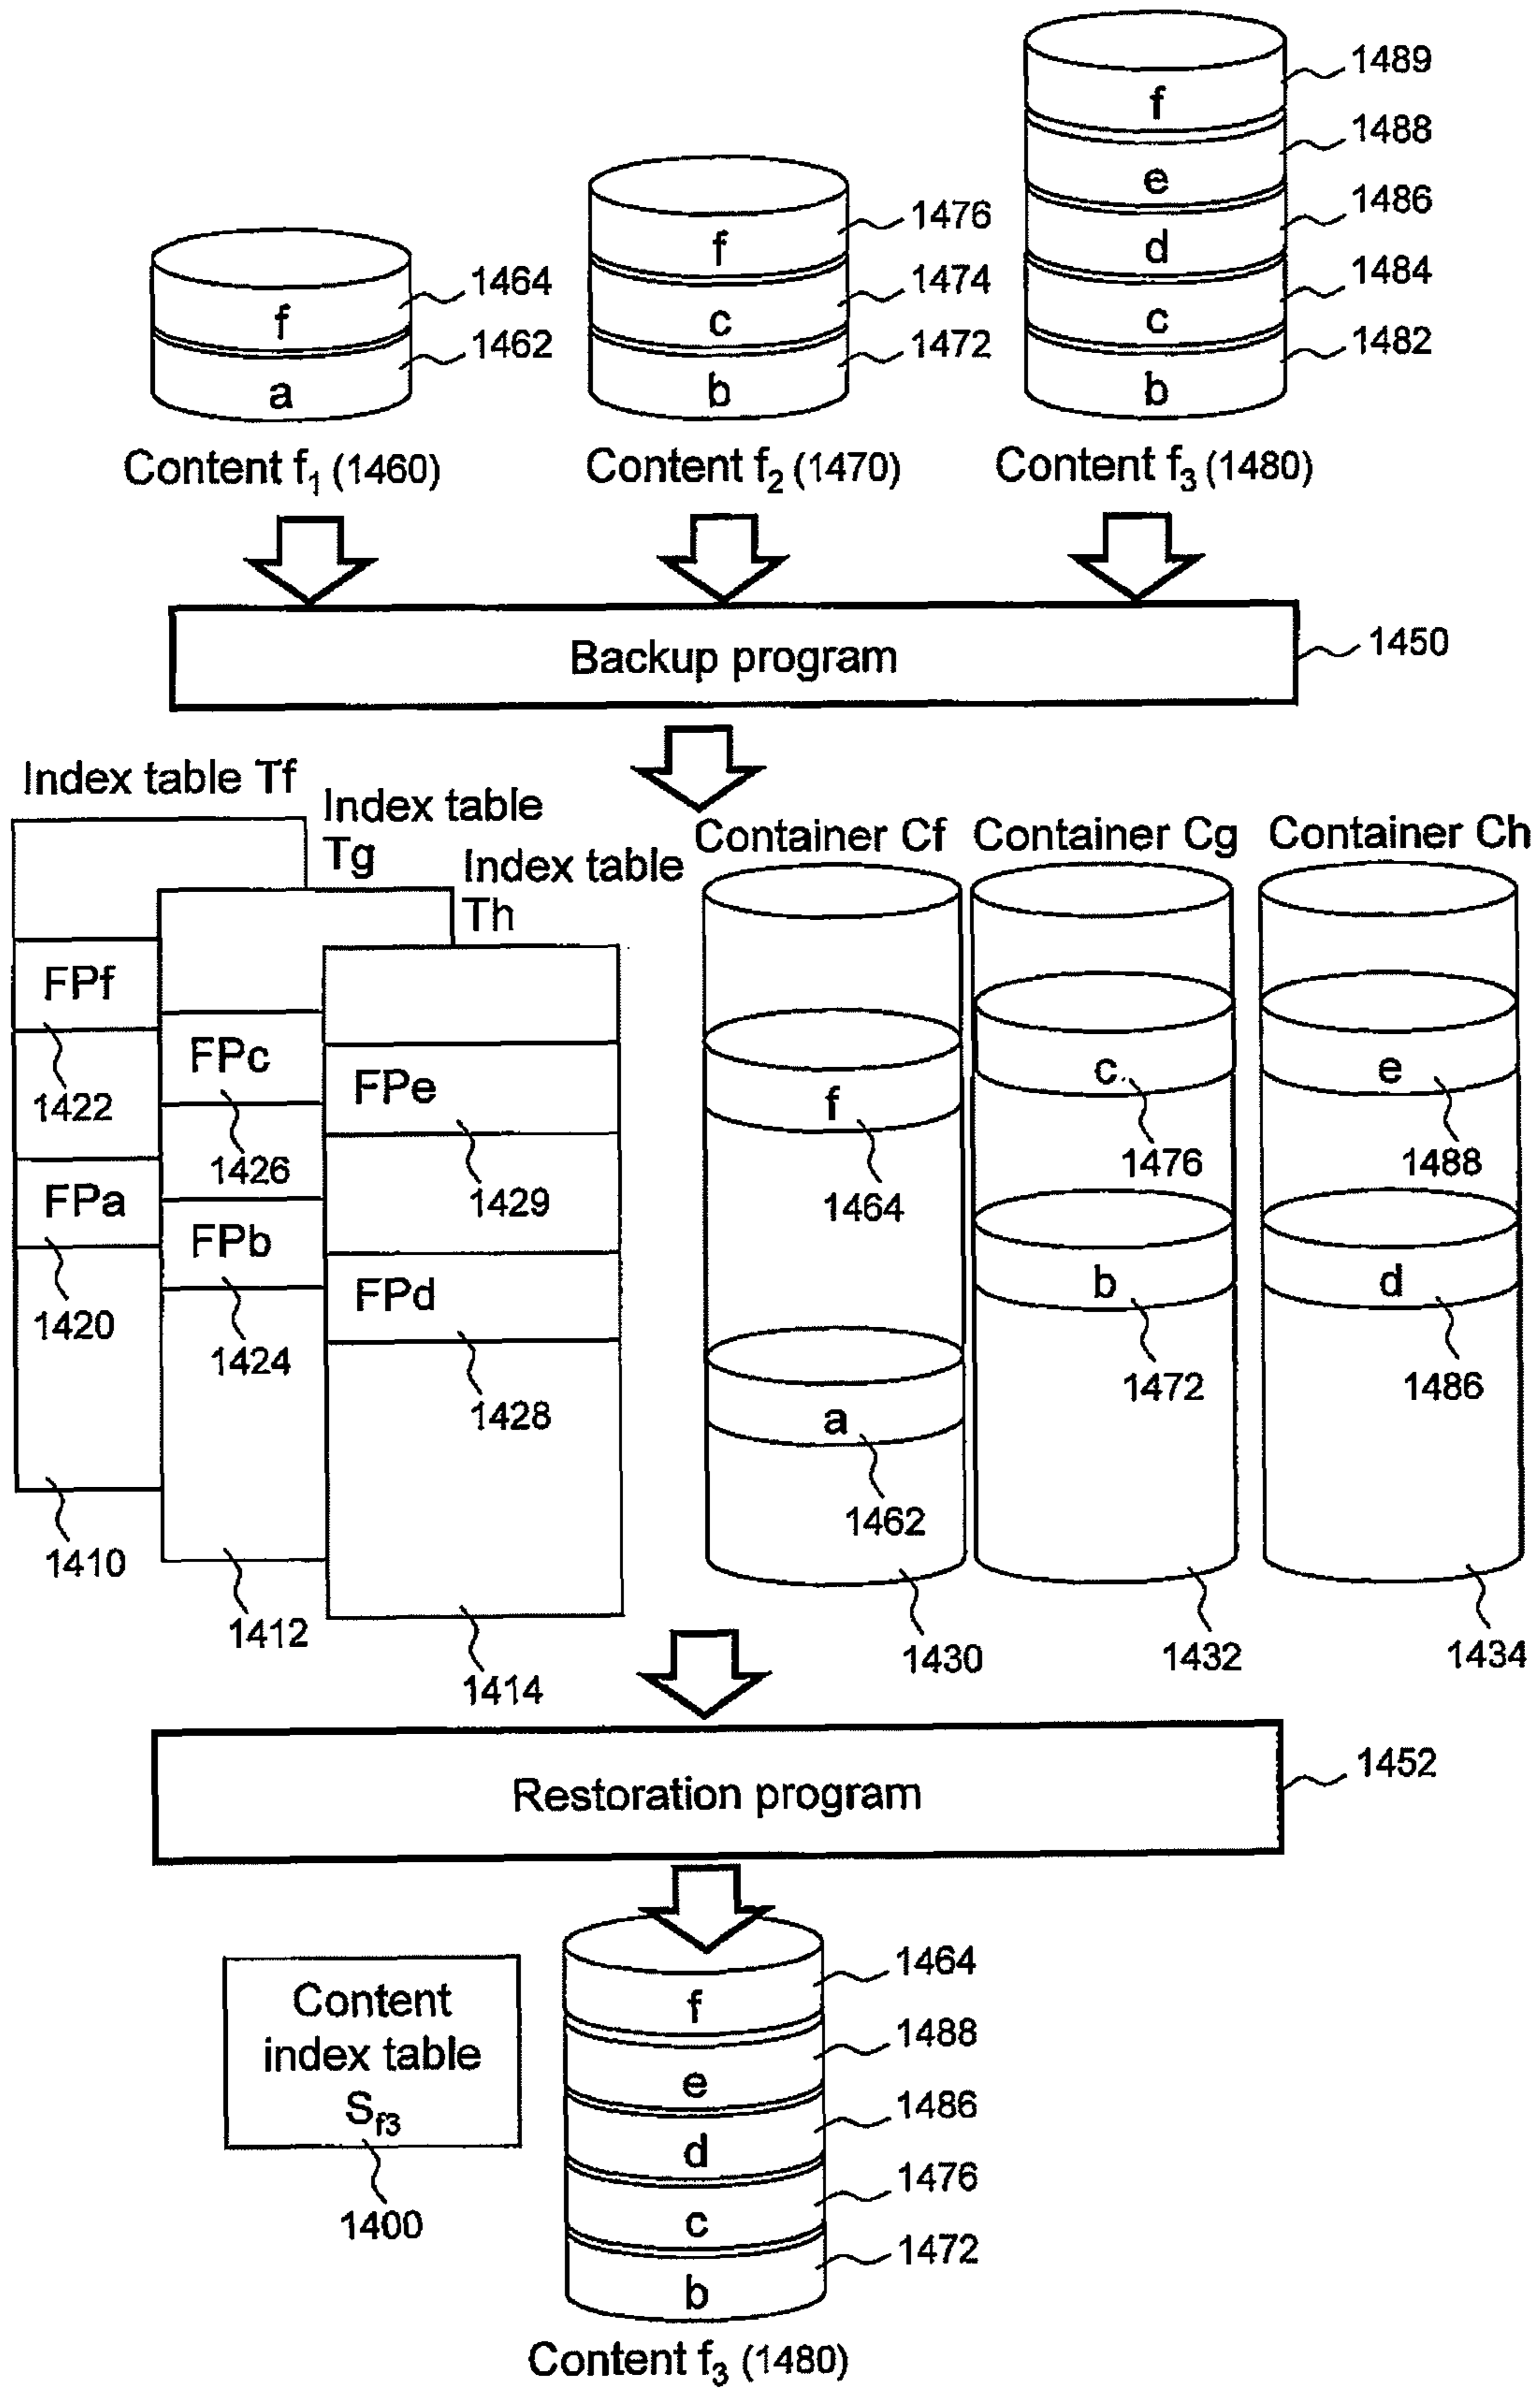 1489
f
1488
e
1476
1486
f
d
1464
1474
1484
f
c
c
1462
1472
1482
a
b
b
Content f1 (1460)
Content f2 (1470)
Content f3 (1480)
Backup program
1450
Index table Tf
Index table
Tg
Index table
Th
Container Cf
Container Cg
Container Ch
FPf
FPc
FPe
1422
1426
1429
FPa
FPb
FPd
1420
1424
1428
1410
1412
1414
f
1464
a
1462
1430
c
1476
b
1472
1432
e
1488
d
1486
1434
Restoration program
1452
Content
index table
Sf3
1400
f
1464
e
1488
d
1486
c
1476
b
1472
Content f3 (1480)